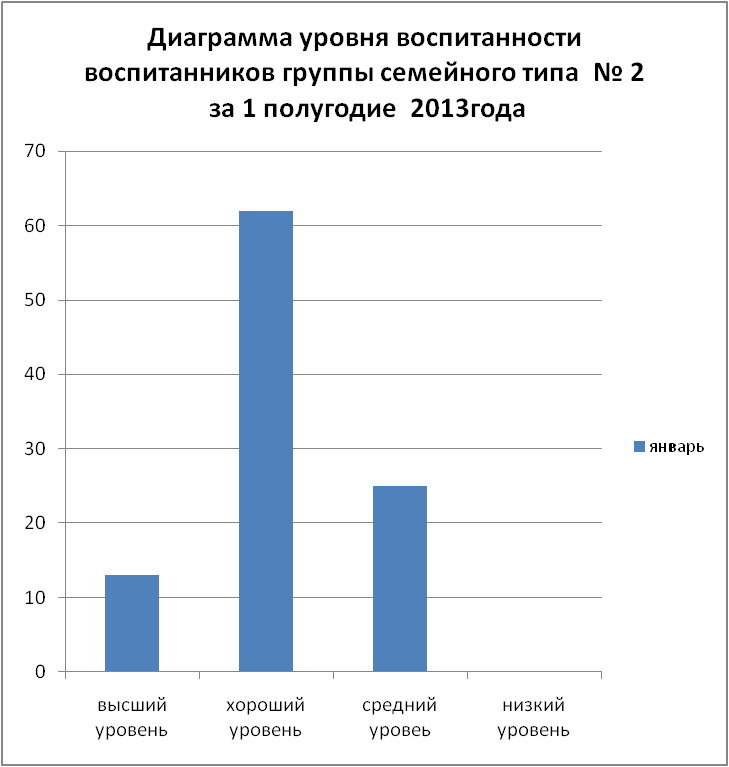 Диаграмма уровня воспитанности
воспитанников группы семейного типа № 2
за 1 полугодие 2013года
70
60
50
40
30
20
10
0
высший
уровень
хороший
уровень
средний
уровеь
низкий
уровень
январь